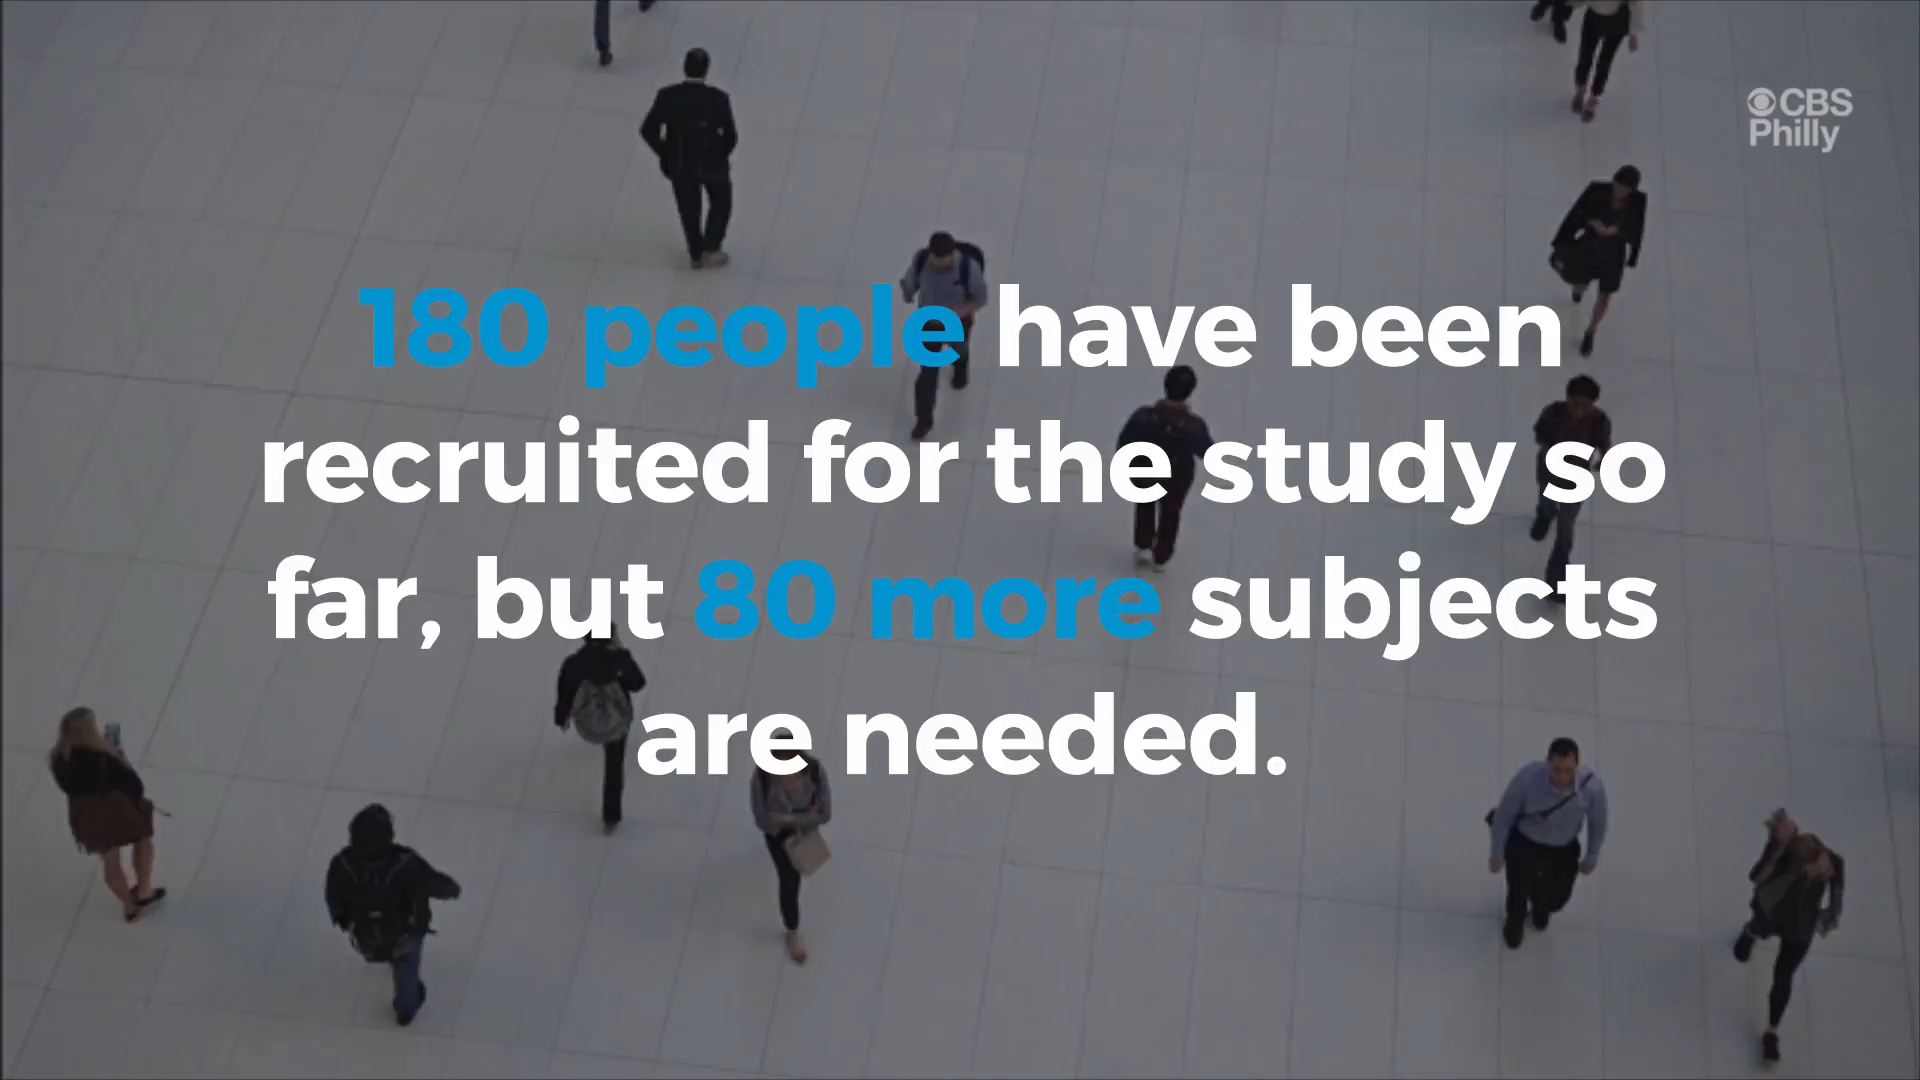 CBS
Philly
180 people have been
recruited for the study so
far, but 80 more subjects
are needed.